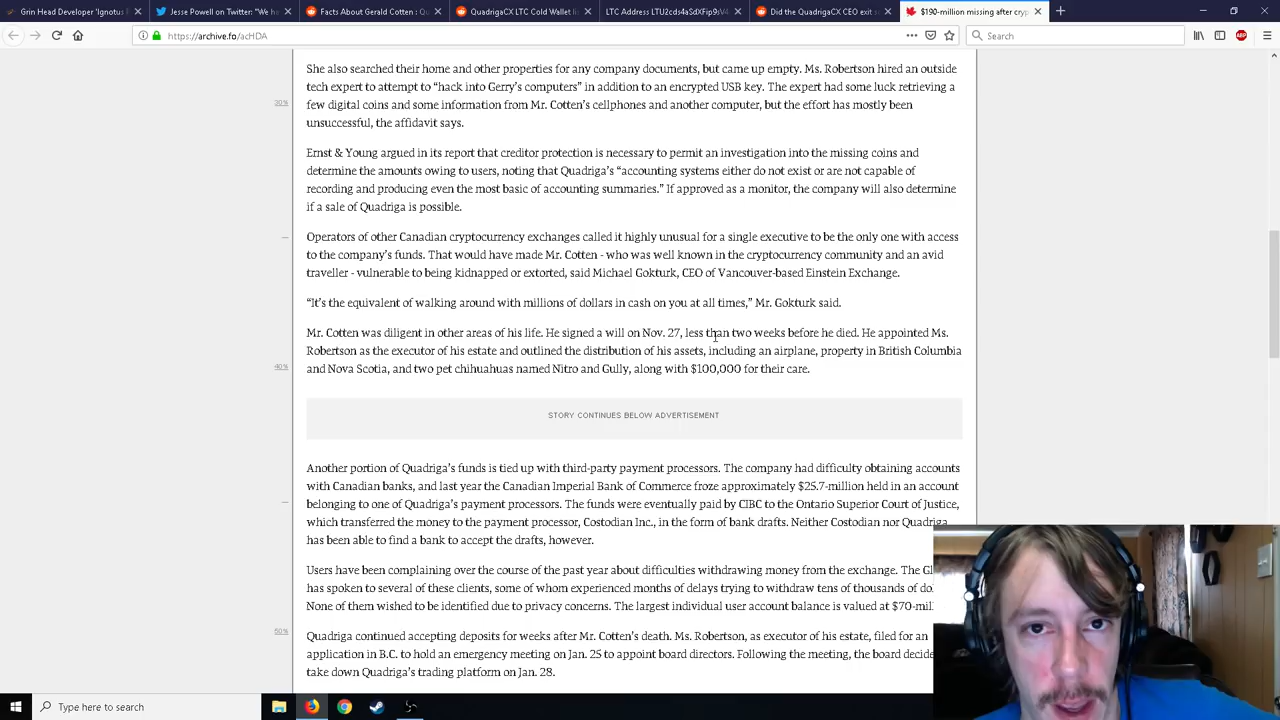 Grin Head Developer 'Ignotus
Jesse Powell on Twitter: "We ha
Facts About Gerald Cotten : Qu
QuadrigaCX LTC Cold Wallet lin
LTC Address LTU2cds4aSdXFip9sV4
Did the QuadrigaCX CEO exit s
$190-million missing after cryp
https://archive.fo/acHDA
Search
She also searched their home and other properties for any company documents, but came up empty. Ms. Robertson hired an outside
tech expert to attempt to "hack into Gerry's computers" in addition to an encrypted USB key. The expert had some luck retrieving a
30%
few digital coins and some information from Mr. Cotten's cellphones and another computer, but the effort has mostly been
unsuccessful, the affidavit says.
Ernst & Young argued in its report that creditor protection is necessary to permit an investigation into the missing coins and
determine the amounts owing to users, noting that Quadriga's "accounting systems either do not exist or are not capable of
recording and producing even the most basic of accounting summaries." If approved as a monitor, the company will also determine
if a sale of Quadriga is possible.
Operators of other Canadian cryptocurrency exchanges called it highly unusual for a single executive to be the only one with access
to the company's funds. That would have made Mr. Cotten - who was well known in the cryptocurrency community and an avid
traveller - vulnerable to being kidnapped or extorted, said Michael Gokturk, CEO of Vancouver-based Einstein Exchange.
"It's the equivalent of walking around with millions of dollars in cash on you at all times," Mr. Gokturk said.
Mr. Cotten was diligent in other areas of his life. He signed a will on Nov. 27, less than two weeks before he died. He appointed Ms.
Robertson as the executor of his estate and outlined the distribution of his assets, including an airplane, property in British Columbia
40%
and Nova Scotia, and two pet chihuahuas named Nitro and Gully, along with $100,000 for their care.
STORY CONTINUES BELOW ADVERTISEMENT
Another portion of Quadriga's funds is tied up with third-party payment processors. The company had difficulty obtaining accounts
with Canadian banks, and last year the Canadian Imperial Bank of Commerce froze approximately $25.7-million held in an account
belonging to one of Quadriga's payment processors. The funds were eventually paid by CIBC to the Ontario Superior Court of Justice,
which transferred the money to the payment processor, Costodian Inc., in the form of bank drafts. Neither Costodian nor Quadriga
has been able to find a bank to accept the drafts, however.
Users have been complaining over the course of the past year about difficulties withdrawing money from the exchange. The Gl
has spoken to several of these clients, some of whom experienced months of delays trying to withdraw tens of thousands of dol
None of them wished to be identified due to privacy concerns. The largest individual user account balance is valued at $70-mil
50%
Quadriga continued accepting deposits for weeks after Mr. Cotten's death. Ms. Robertson, as executor of his estate, filed for an
application in B.C. to hold an emergency meeting on Jan. 25 to appoint board directors. Following the meeting, the board decide
take down Quadriga's trading platform on Jan. 28.
Type here to search